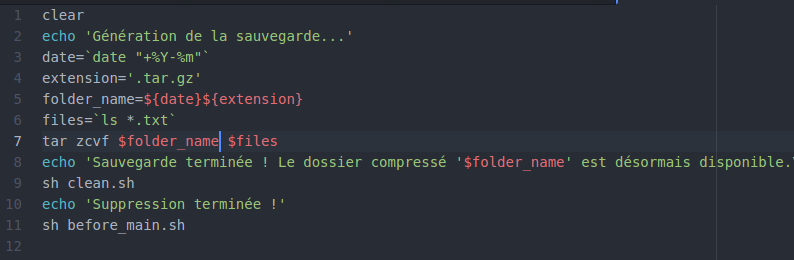 1 clear
2 echo 'Génération de la sauvegarde...'
3 date=`date "+%Y-%m"`
4 extension='.tar.gz'
5 folder_name=${date}${extension}
6 files=`ls *.txt`
7 tar zcvf $folder_name $files
8 echo 'Sauvegarde terminée ! Le dossier compressé '$folder_name' est désormais disponible.
9 sh clean.sh
10 echo 'Suppression terminée !'
11 sh before_main.sh
12